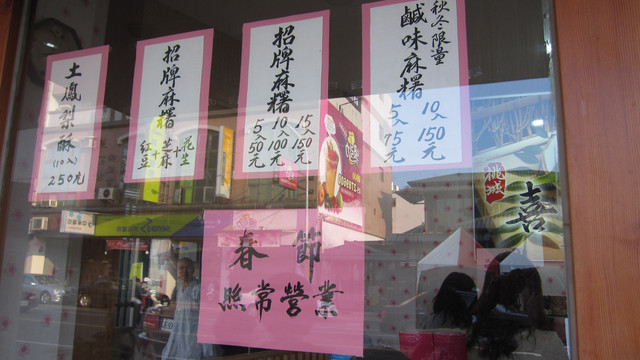 土鳳梨酥
(10入)
250元
招牌麻糬
紅豆+芝麻+花生
招牌麻糬
5入50元
10入100元
15入150元
秋冬限量
鹹味麻糬
5入75元
10入150元
春節
照常營業
桃城
喜